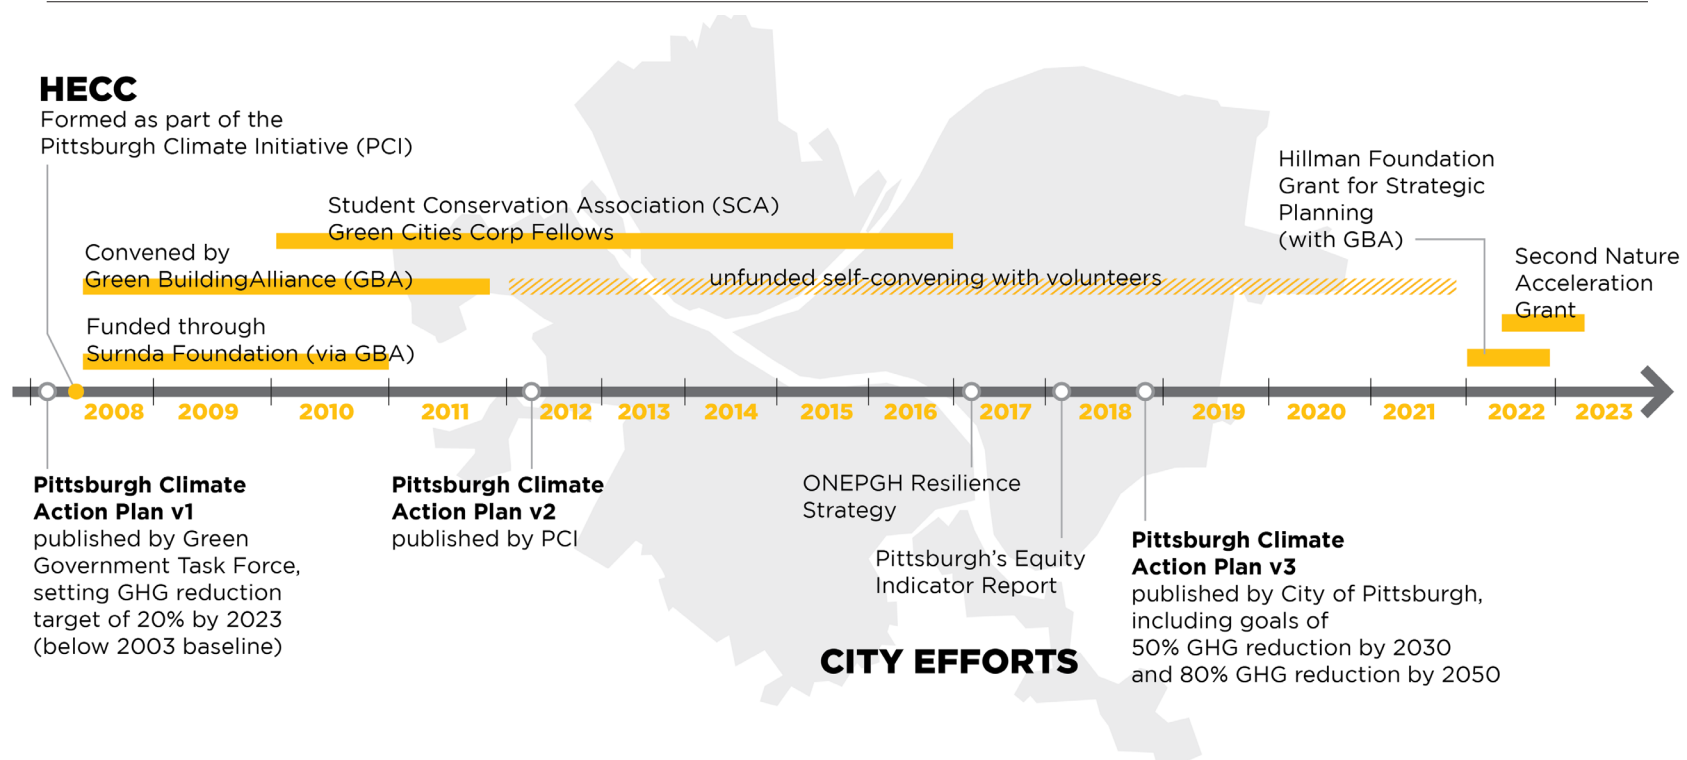 HECC
Formed as part of the
Pittsburgh Climate Initiative (PCI)
Student Conservation Association (SCA)
Green Cities Corp Fellows
Convened by
Green BuildingAlliance (GBA)
unfunded self-convening with volunteers
Funded through
Surnda Foundation (via GBA)
Hillman Foundation
Grant for Strategic
Planning
(with GBA)
Second Nature
Acceleration
Grant
2008 2009 2010 2011 2012 2013 2014 2015 2016 2017 2018 2019 2020 2021 2022 2023
Pittsburgh Climate
Action Plan v1
published by Green
Government Task Force,
setting GHG reduction
target of 20% by 2023
(below 2003 baseline)
Pittsburgh Climate
Action Plan v2
published by PCI
ONEPGH Resilience
Strategy
Pittsburgh’s Equity
Indicator Report
Pittsburgh Climate
Action Plan v3
published by City of Pittsburgh,
including goals of
50% GHG reduction by 2030
and 80% GHG reduction by 2050
CITY EFFORTS